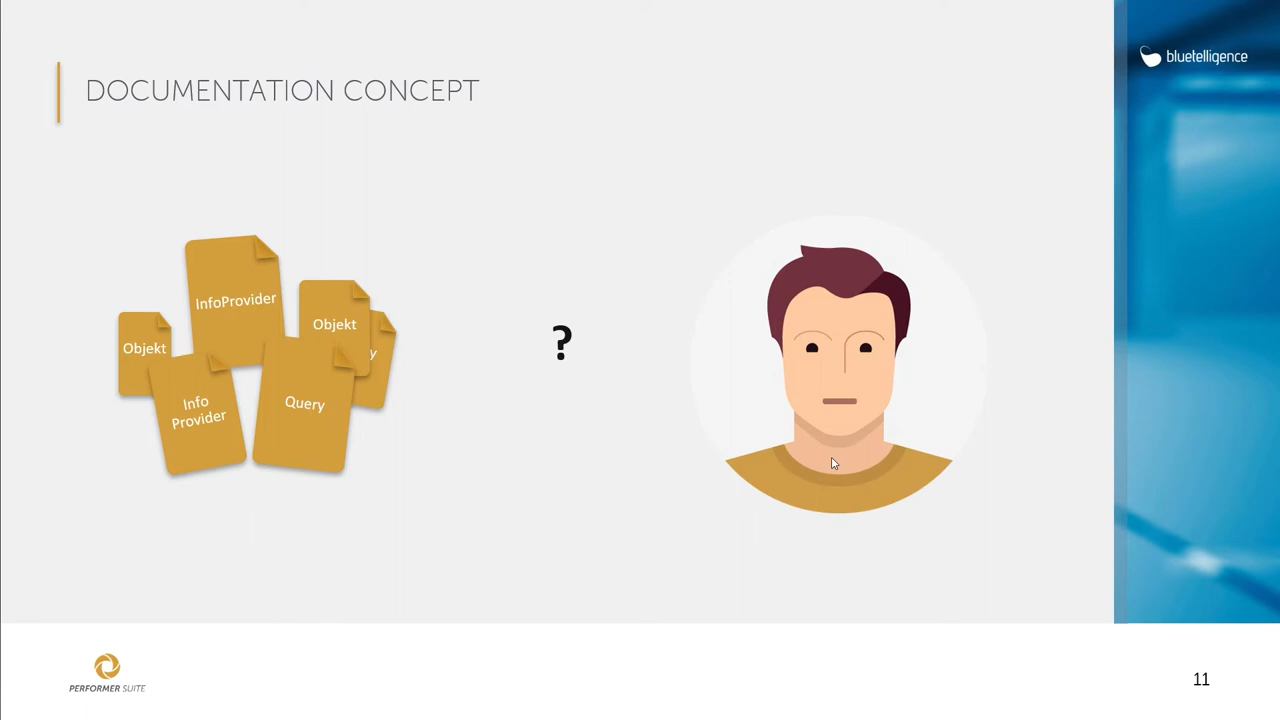 bluetelligence
DOCUMENTATION CONCEPT
InfoProvider
Objekt
Objekt
y
Info
Provider
Query
?
PERFORMER SUITE
11